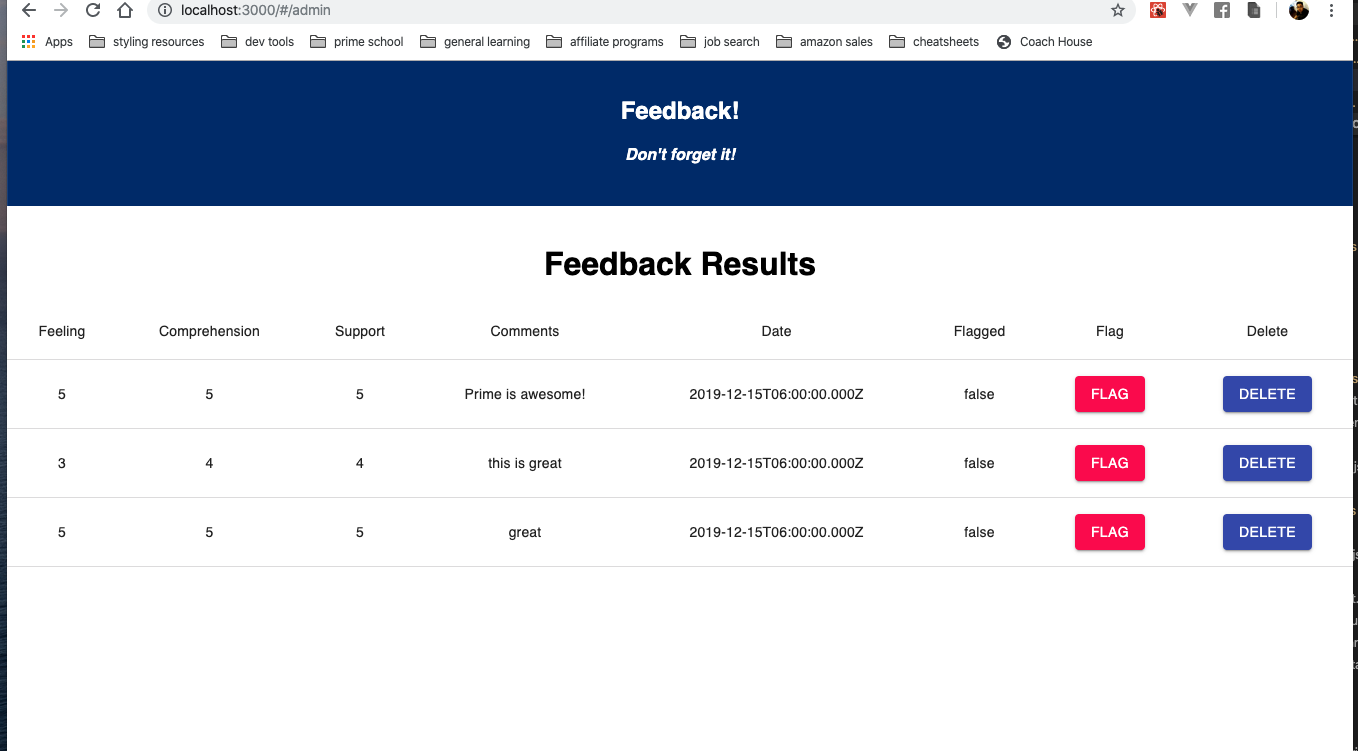 localhost:3000/#/admin
Apps styling resources dev tools prime school general learning affiliate programs job search amazon sales cheatsheets Coach House
Feedback!
Don't forget it!
Feedback Results
Feeling Comprehension Support Comments Date Flagged Flag Delete
5 5 5 Prime is awesome! 2019-12-15T06:00:00.000Z false FLAG DELETE
3 4 4 this is great 2019-12-15T06:00:00.000Z false FLAG DELETE
5 5 5 great 2019-12-15T06:00:00.000Z false FLAG DELETE